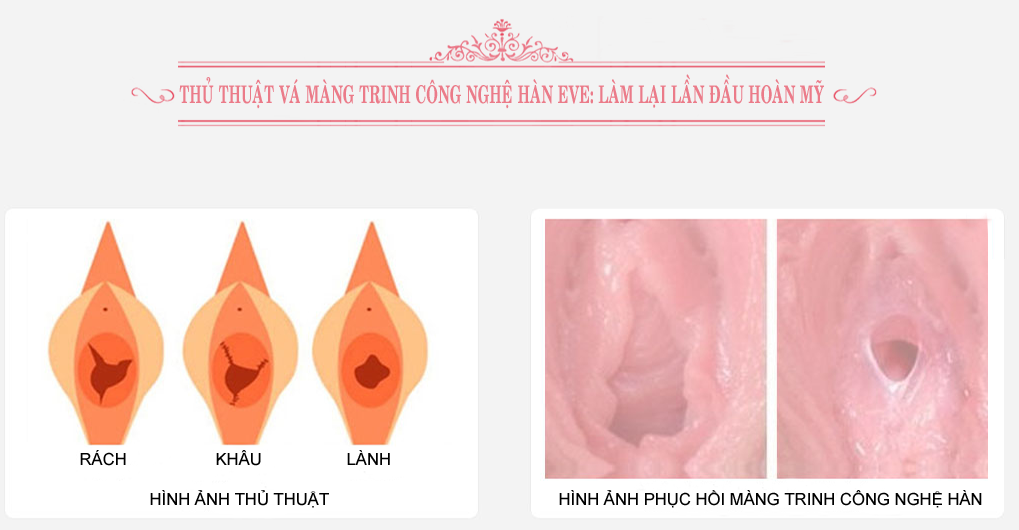 THỦ THUẬT VÁ MÀNG TRINH CÔNG NGHỆ HÀN EVE: LÀM LẠI LẦN ĐẦU HOÀN MỸ
RÁCH KHÂU LÀNH
HÌNH ẢNH THỦ THUẬT
HÌNH ẢNH PHỤC HỒI MÀNG TRINH CÔNG NGHỆ HÀN